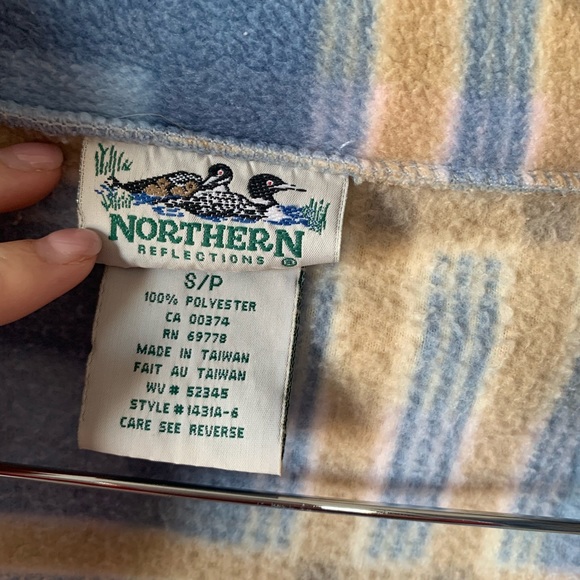 NORTHERN
REFLECTIONS ®
S/P
100% POLYESTER
CA 00374
RN 69778
MADE IN TAIWAN
FAIT AU TAIWAN
WU # 52345
STYLE #1431A-6
CARE SEE REVERSE